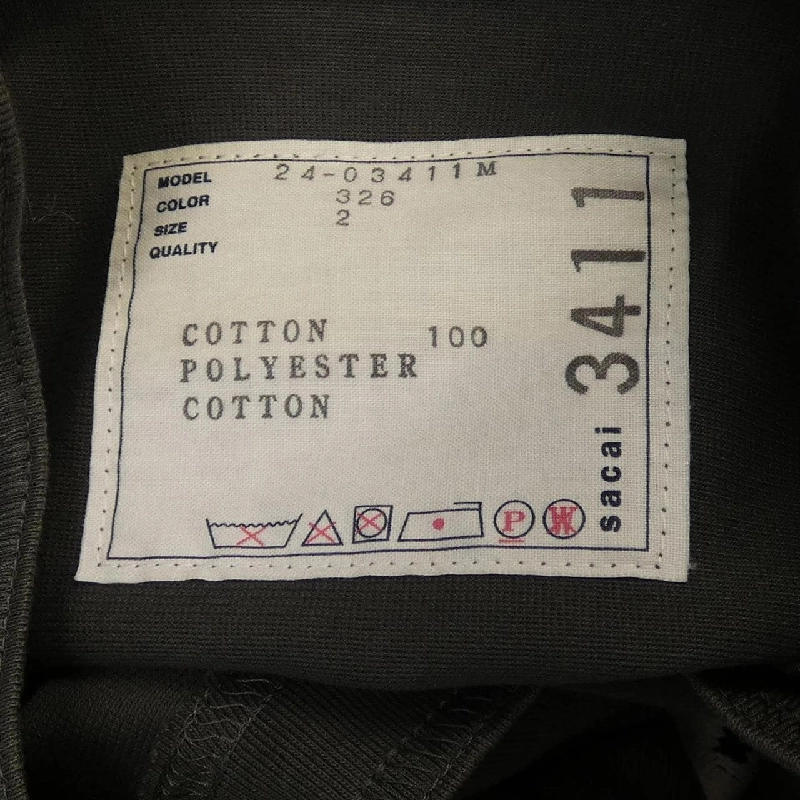 MODEL 24-03411M
COLOR 326
SIZE 2
QUALITY
COTTON 100
POLYESTER
COTTON
sacai 3411
P
W